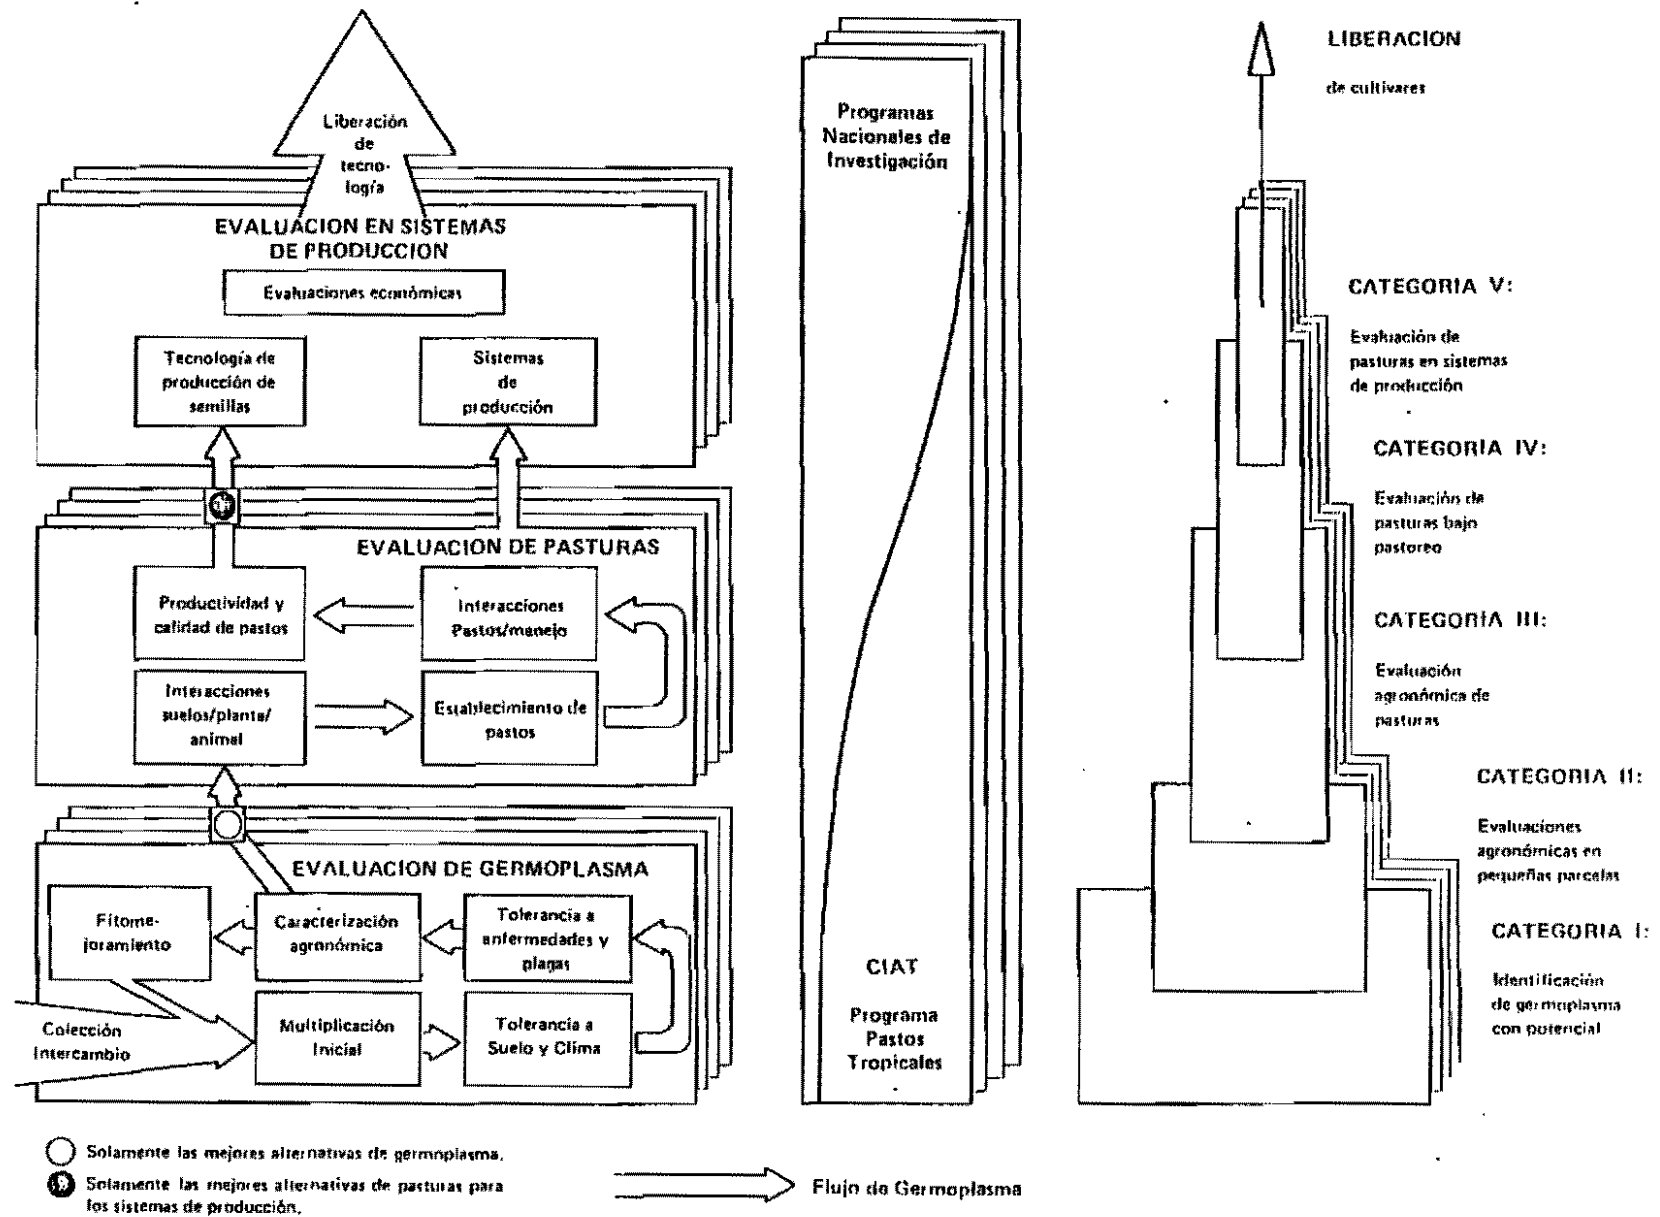 Liberación
de
tecno-
logía
EVALUACION EN SISTEMAS
DE PRODUCCION
Evaluaciones económicas
Tecnología de
producción de
semillas
Sistemas
de
producción
EVALUACION DE PASTURAS
Productividad y
calidad de pastos
Interacciones
Pastos/manejo
Interacciones
suelos/planta/
animal
Establecimiento de
pastos
EVALUACION DE GERMOPLASMA
Fitome-
joramiento
Caracterización
agronómica
Tolerancia a
enfermedades y
plagas
Colección
Intercambio
Multiplicación
Inicial
Tolerancia a
Suelo y Clima
Solamente las mejores alternativas de germoplasma.
Solamente las mejores alternativas de pasturas para
los sistemas de producción.
Flujo de Germoplasma
Programas
Nacionales de
Investigación
CIAT
Programa
Pastos
Tropicales
LIBERACION
de cultivares
CATEGORIA V:
Evaluación de
pasturas en sistemas
de producción
CATEGORIA IV:
Evaluación de
pasturas bajo
pastoreo
CATEGORIA III:
Evaluación
agronómica de
pasturas
CATEGORIA II:
Evaluaciones
agronómicas en
pequeñas parcelas
CATEGORIA I:
Identificación
de germoplasma
con potencial